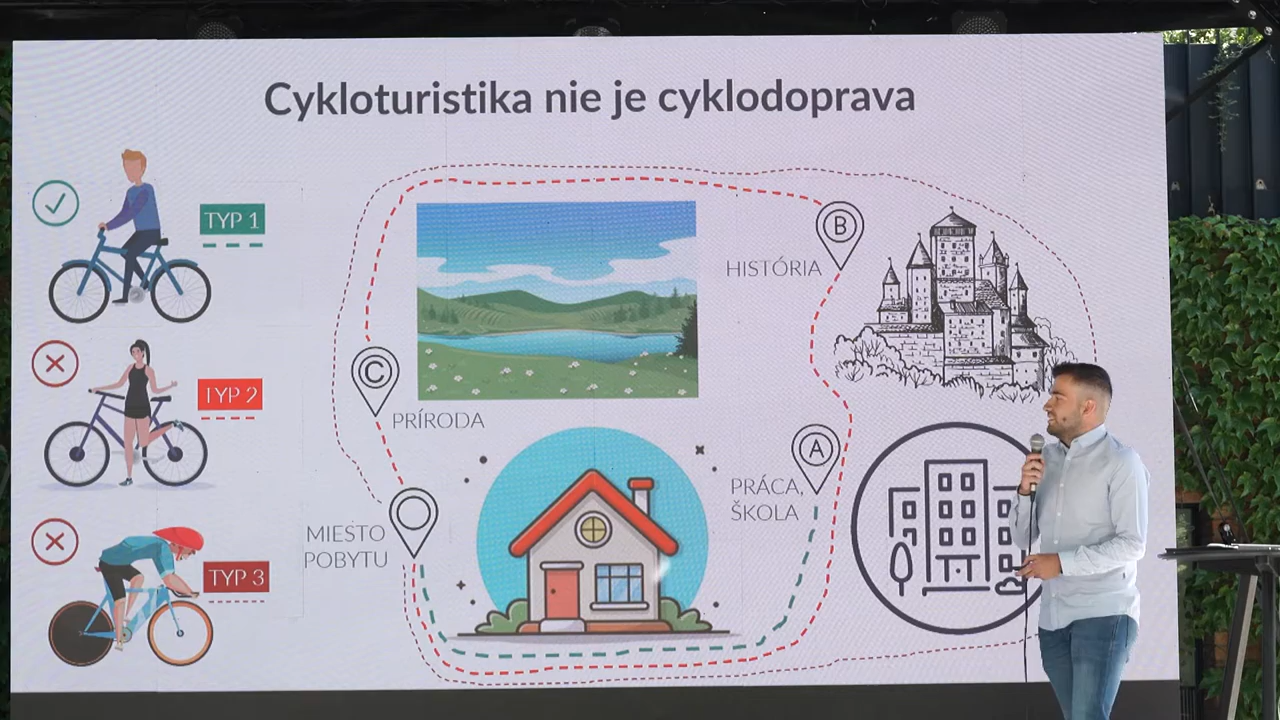 Cykloturistika nie je cyklodoprava
TYP 1
TYP 2
TYP 3
B
HISTÓRIA
C
PRÍRODA
A
PRÁCA,
ŠKOLA
MIESTO
POBYTU